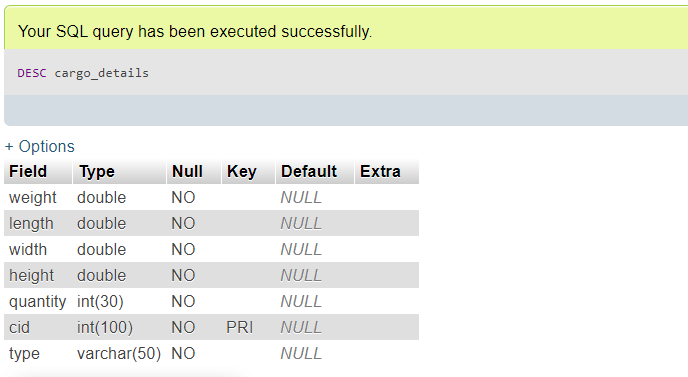 Your SQL query has been executed successfully.
DESC cargo_details
+ Options
Field Type Null Key Default Extra
weight double NO NULL
length double NO NULL
width double NO NULL
height double NO NULL
quantity int(30) NO NULL
cid int(100) NO PRI NULL
type varchar(50) NO NULL